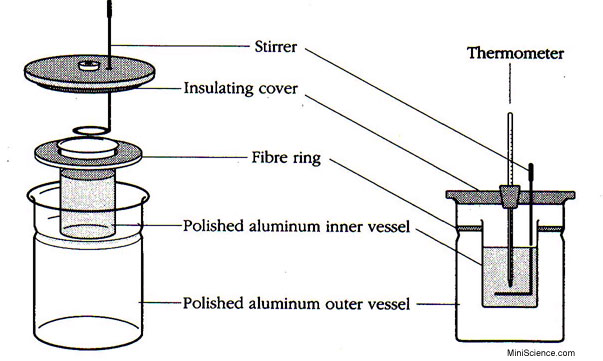 Stirrer
Thermometer
Insulating cover
Fibre ring
Polished aluminum inner vessel
Polished aluminum outer vessel
MiniScience.com